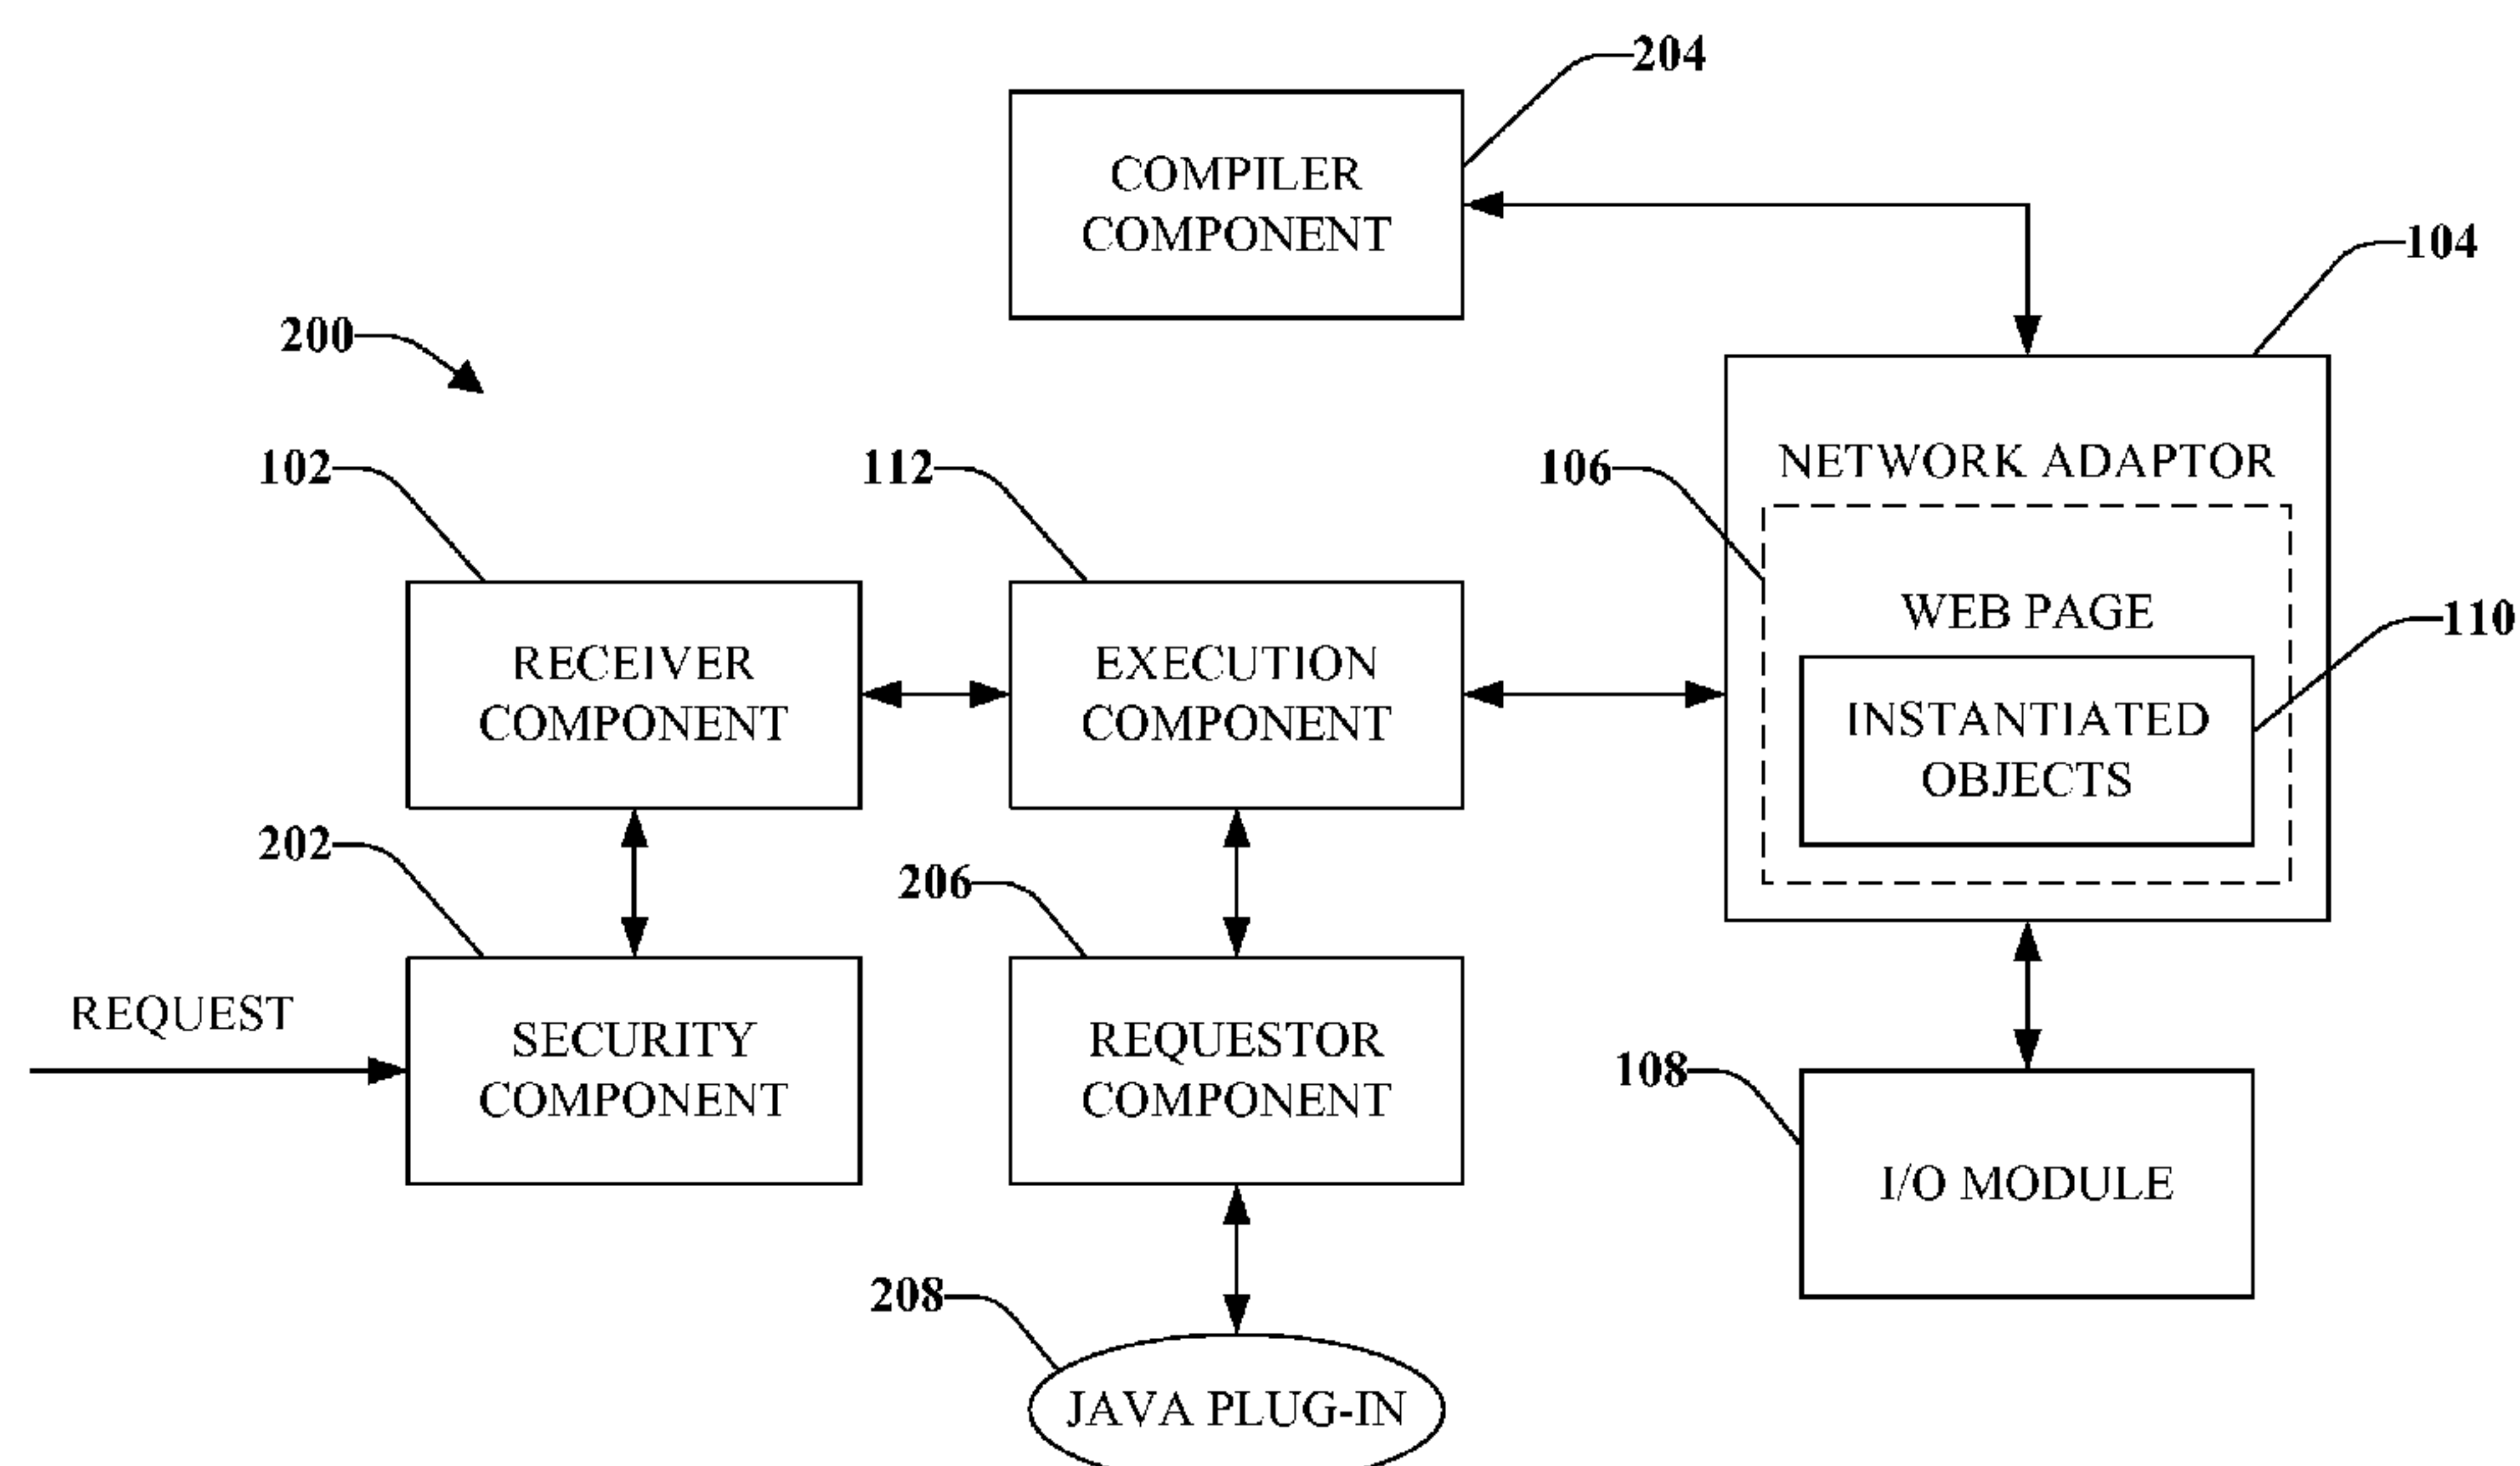 204
COMPILER
COMPONENT
104
200
102
112
106
NETWORK ADAPTOR
WEB PAGE
110
RECEIVER
COMPONENT
EXECUTION
COMPONENT
INSTANTIATED
OBJECTS
202
206
REQUEST
SECURITY
COMPONENT
REQUESTOR
COMPONENT
108
I/O MODULE
208
JAVA PLUG-IN